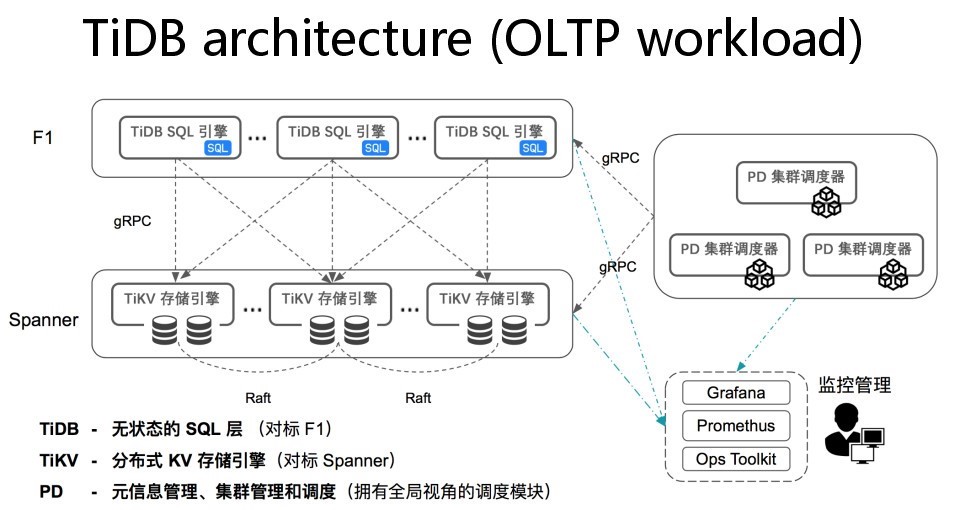 TiDB architecture (OLTP workload)
F1
TiDB SQL 引擎
SQL
...
TiDB SQL 引擎
SQL
...
TiDB SQL 引擎
SQL
gRPC
PD 集群调度器
gRPC
PD 集群调度器
PD 集群调度器
gRPC
Spanner
TiKV 存储引擎
...
TiKV 存储引擎
...
TiKV 存储引擎
Raft
Raft
Grafana
Promethus
Ops Toolkit
监控管理
TiDB - 无状态的 SQL 层（对标 F1）
TiKV - 分布式 KV 存储引擎（对标 Spanner）
PD - 元信息管理、集群管理和调度（拥有全局视角的调度模块）